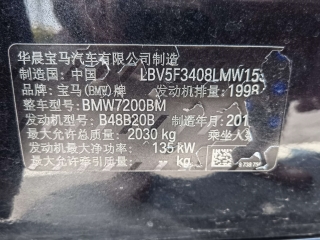 华晨宝马汽车有限公司制造
制造国：中国 LBV5F3408LMW15
品牌：宝马(BMW)牌 发动机排量：1998
整车型号：BMW7200BM
发动机型号：B48B20B 制造年月：201
最大允许总质量：2030 kg 乘坐人
发动机最大净功率：135 kW
最大允许牵引质量： kg